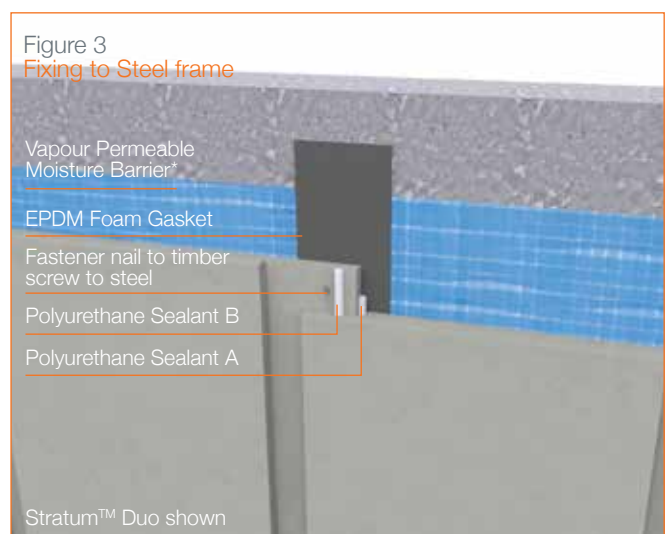 Figure 3
Fixing to Steel frame
Vapour Permeable
Moisture Barrier*
EPDM Foam Gasket
Fastener nail to timber
screw to steel
Polyurethane Sealant B
Polyurethane Sealant A
Stratum™ Duo shown